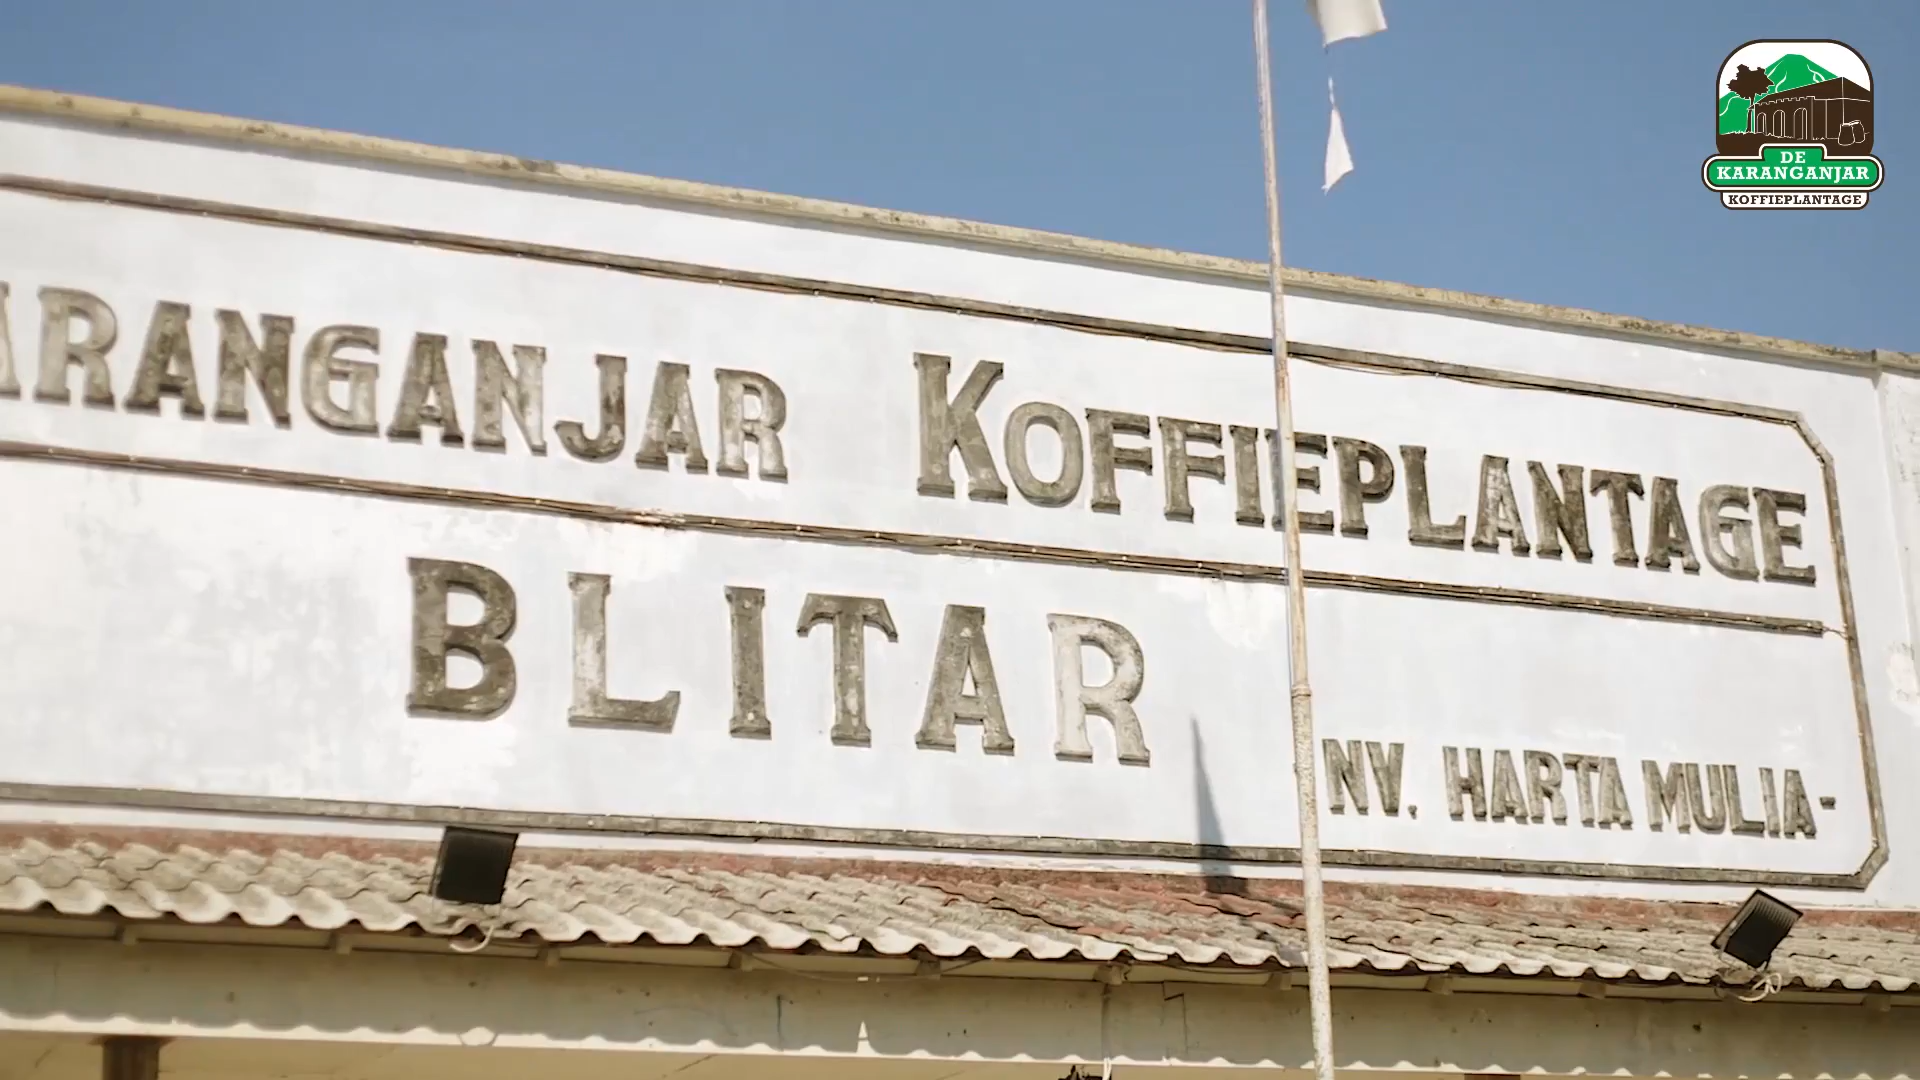 ARANGANJAR KOFFIEPLANTAGE
BLITAR
NV. HARTA MULIA-
DE
KARANGANJAR
KOFFIEPLANTAGE